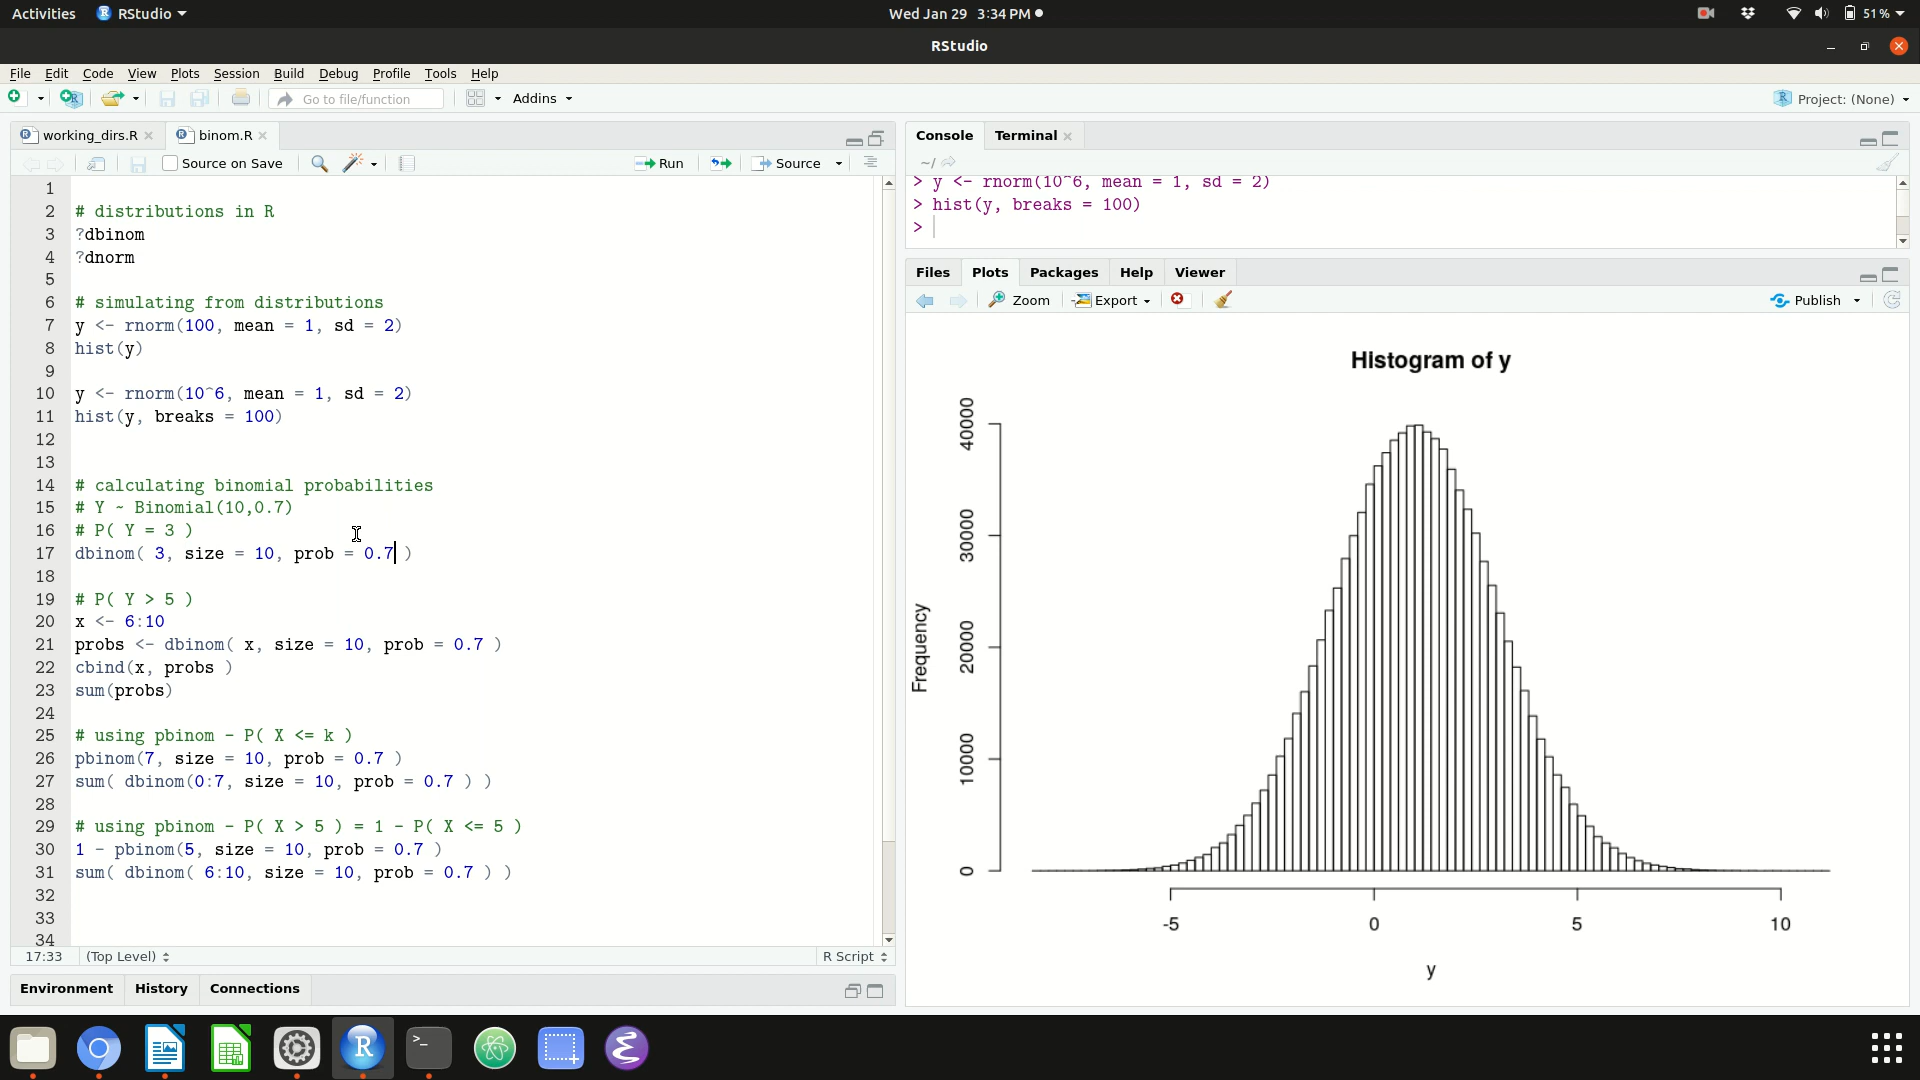 Activities RStudio Wed Jan 29 3:34 PM 51 %
RStudio
File Edit Code View Plots Session Build Debug Profile Tools Help
Go to file/function Addins Project: (None)
working_dirs.R binom.R
Source on Save Run Source
1
2 # distributions in R
3 ?dbinom
4 ?dnorm
5
6 # simulating from distributions
7 y <- rnorm(100, mean = 1, sd = 2)
8 hist(y)
9
10 y <- rnorm(10^6, mean = 1, sd = 2)
11 hist(y, breaks = 100)
12
13
14 # calculating binomial probabilities
15 # Y ~ Binomial(10,0.7)
16 # P( Y = 3 )
17 dbinom( 3, size = 10, prob = 0.7 )
18
19 # P( Y > 5 )
20 x <- 6:10
21 probs <- dbinom( x, size = 10, prob = 0.7 )
22 cbind(x, probs )
23 sum(probs)
24
25 # using pbinom - P( X <= k )
26 pbinom(7, size = 10, prob = 0.7 )
27 sum( dbinom(0:7, size = 10, prob = 0.7 ) )
28
29 # using pbinom - P( X > 5 ) = 1 - P( X <= 5 )
30 1 - pbinom(5, size = 10, prob = 0.7 )
31 sum( dbinom( 6:10, size = 10, prob = 0.7 ) )
32
33
34
17:33 (Top Level) R Script
Environment History Connections
Console Terminal
~/
> y <- rnorm(10^6, mean = 1, sd = 2)
> hist(y, breaks = 100)
>
Files Plots Packages Help Viewer
Zoom Export Publish
Histogram of y
Frequency
40000
30000
20000
10000
0
-5 0 5 10
y